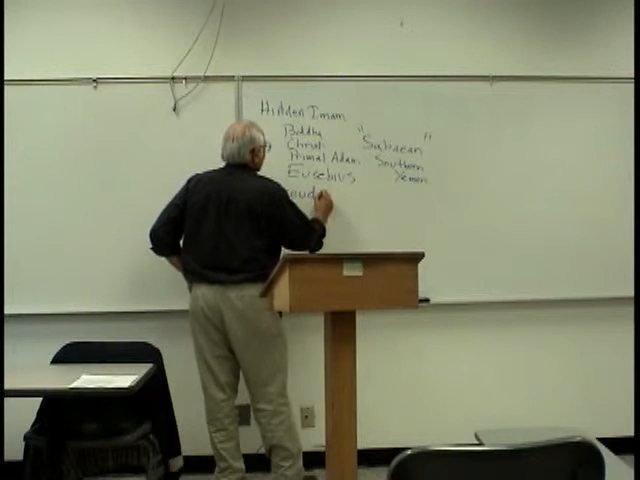 Hidden Imam
Buddha
Christ
Primal Adam
Eusebius
"Sabaean"
Southern
Yemen